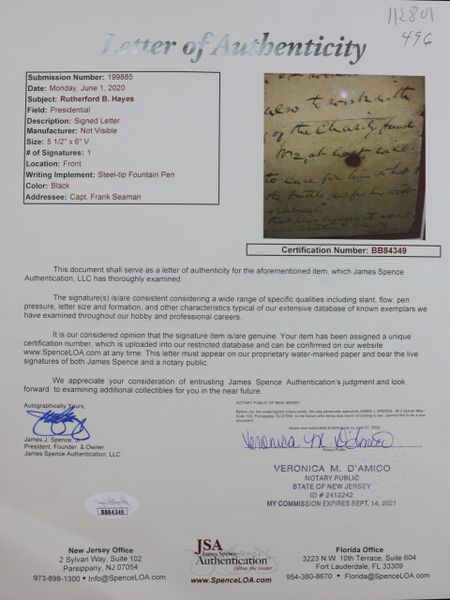 112801
496
Letter of Authenticity
Submission Number: 199885
Date: Monday, June 1, 2020
Subject: Rutherford B. Hayes
Field: Presidential
Description: Signed Letter
Manufacturer: Not Visible
Size: 5 1/2" x 6" V
# of Signatures: 1
Location: Front
Writing Implement: Steel-tip Fountain Pen
Color: Black
Addressee: Capt. Frank Seaman
of the Charity fund
Certification Number: BB84349
This document shall serve as a letter of authenticity for the aforementioned item, which James Spence
Authentication, LLC has thoroughly examined.
The signature(s) is/are consistent considering a wide range of specific qualities including slant, flow, pen
pressure, letter size and formation, and other characteristics typical of our extensive database of known exemplars we
have examined throughout our hobby and professional careers.
It is our considered opinion that the signature item is/are genuine. Your item has been assigned a unique
certification number, which is uploaded into our restricted database and can be confirmed on our website
www.SpenceLOA.com at any time. This letter must appear on our proprietary water-marked paper and bear the live
signatures of both James Spence and a notary public.
We appreciate your consideration of entrusting James Spence Authentication's judgment and look
forward to examining additional collectibles for you in the near future.
Autographically Yours,
James J. Spence, Jr.
President, Founder, & Owner
James Spence Authentication, LLC
NOTARY PUBLIC OF NEW JERSEY
Veronica M D'Amico
Notary Public
VERONICA M. D'AMICO
NOTARY PUBLIC
STATE OF NEW JERSEY
ID # 2412242
MY COMMISSION EXPIRES SEPT. 14, 2021
BB84349
New Jersey Office
2 Sylvan Way, Suite 102
Parsippany, NJ 07054
973-898-1300 • Info@SpenceLOA.com
JSA
James Spence
Authentication
follow the leader
www.SpenceLOA.com
Florida Office
3223 N.W. 10th Terrace, Suite 604
Fort Lauderdale, FL 33309
954-380-8670 • Florida@SpenceLOA.com